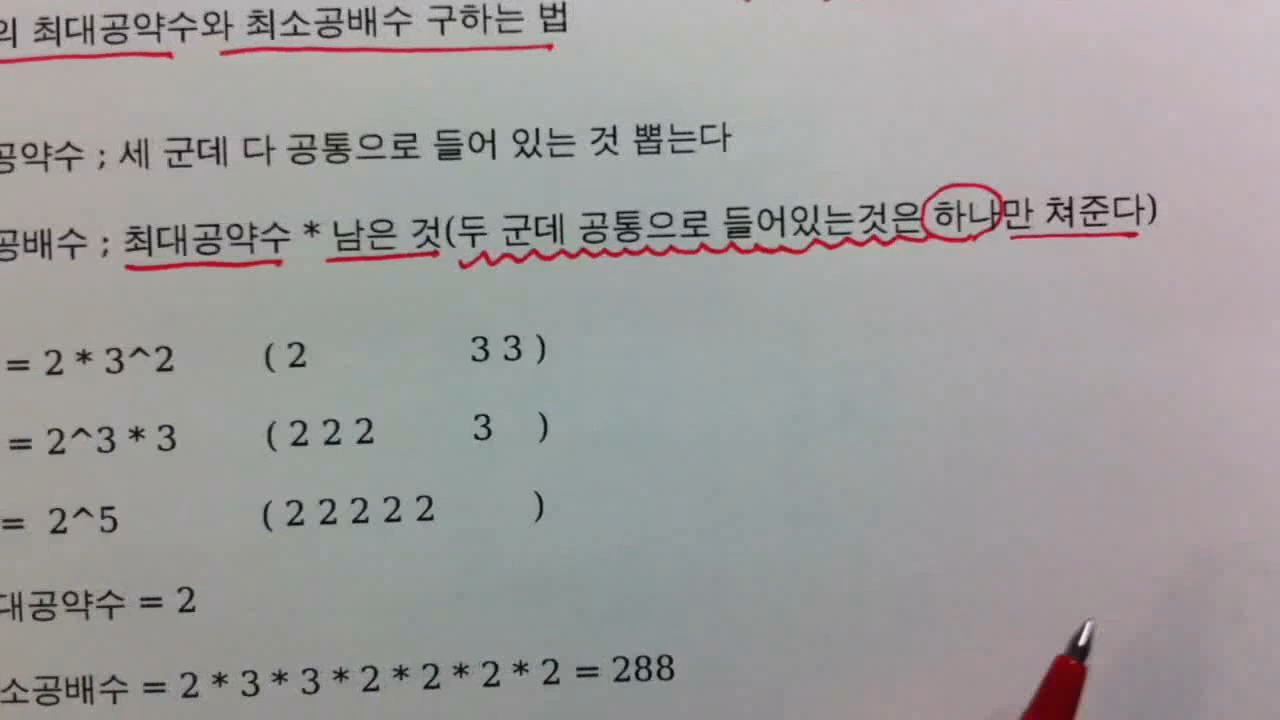 의 최대공약수와 최소공배수 구하는 법
공약수 ; 세 군데 다 공통으로 들어 있는 것 뽑는다
공배수 ; 최대공약수 * 남은 것(두 군데 공통으로 들어있는것은 하나만 쳐준다)
= 2 * 3^2 ( 2 3 3 )
= 2^3 * 3 ( 2 2 2 3 )
= 2^5 ( 2 2 2 2 2 )
대공약수 = 2
소공배수 = 2 * 3 * 3 * 2 * 2 * 2 * 2 = 288